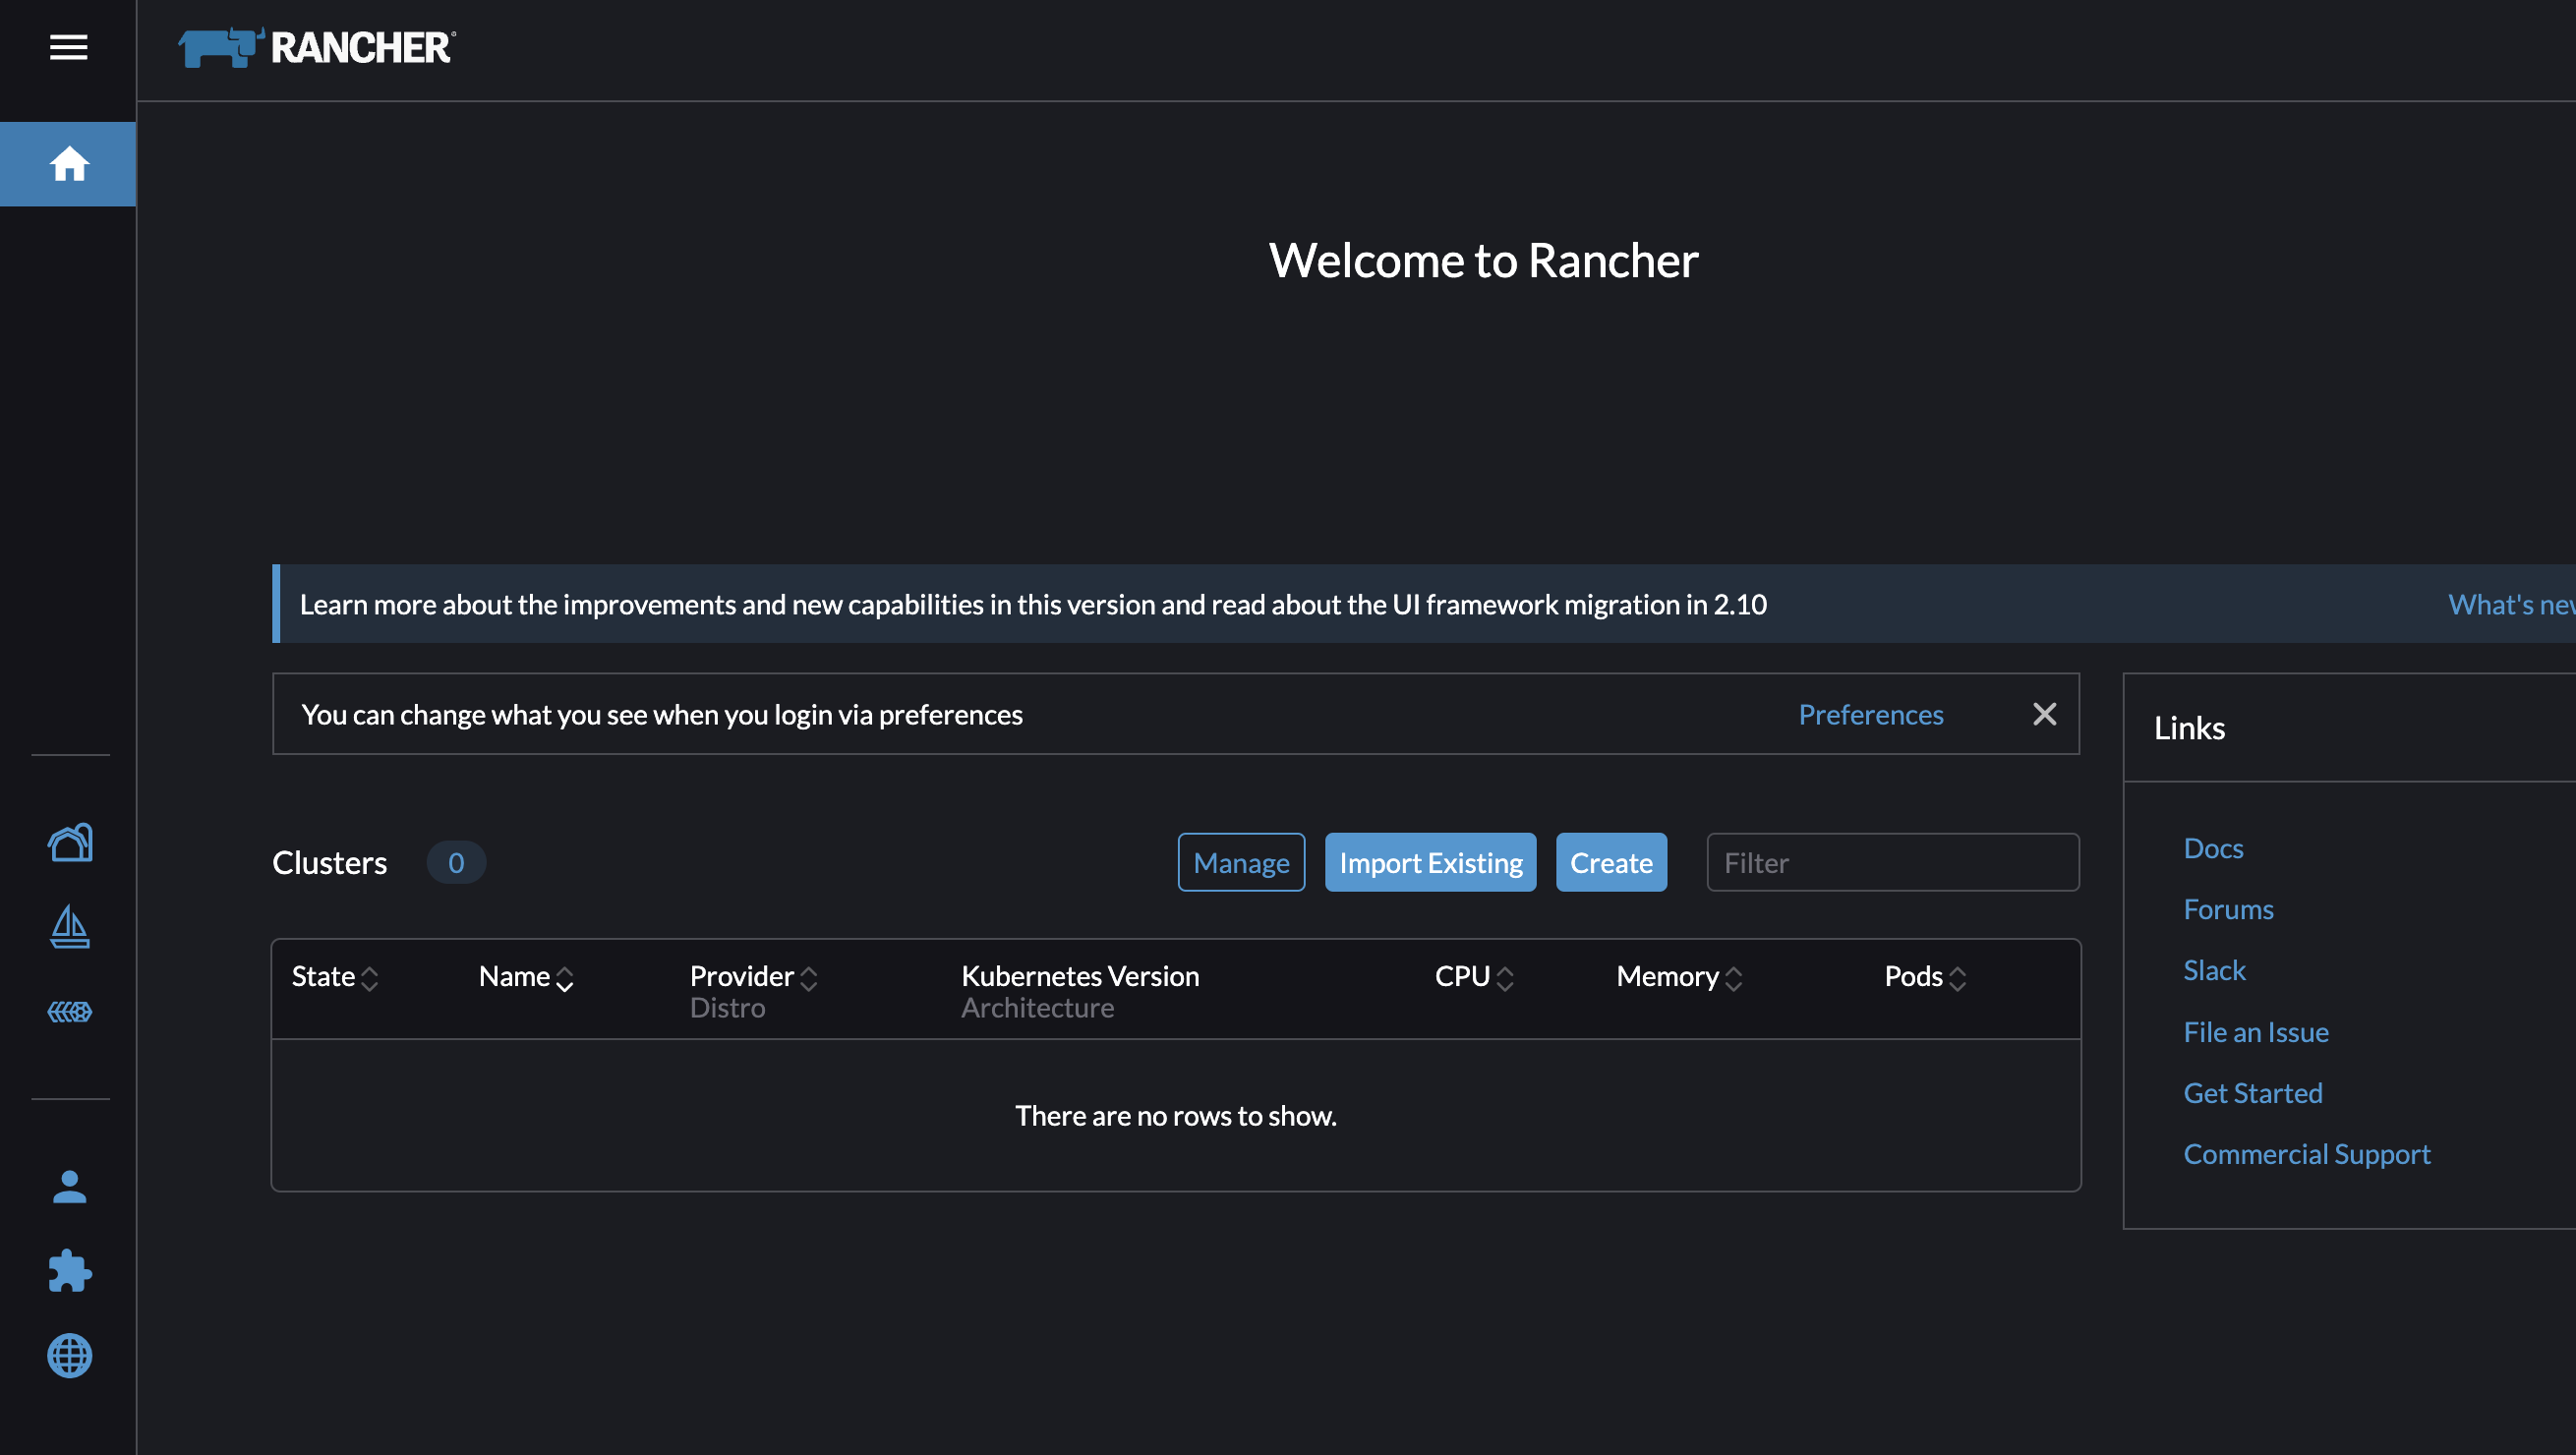 RANCHER
Welcome to Rancher
Learn more about the improvements and new capabilities in this version and read about the UI framework migration in 2.10
What's new
You can change what you see when you login via preferences
Preferences
Links
Clusters
0
Manage
Import Existing
Create
Filter
State
Name
Provider
Distro
Kubernetes Version
Architecture
CPU
Memory
Pods
There are no rows to show.
Docs
Forums
Slack
File an Issue
Get Started
Commercial Support